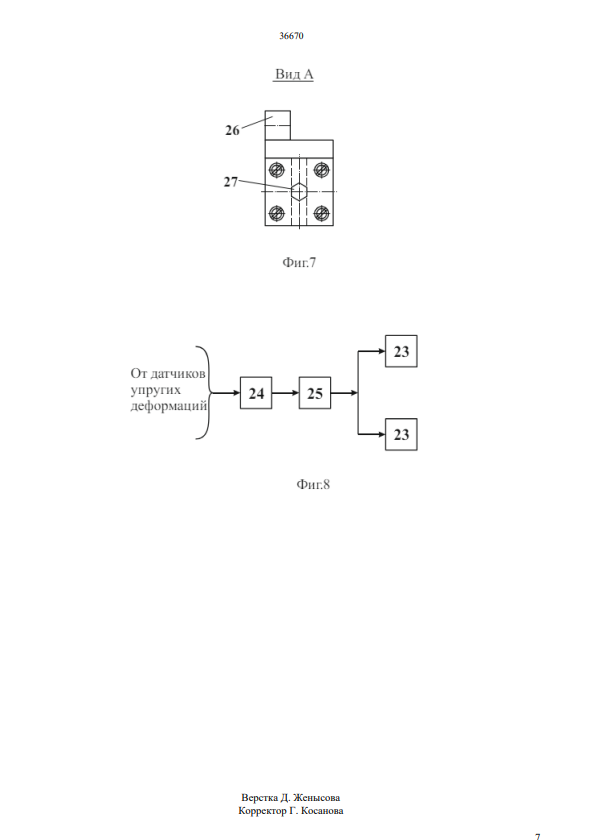 36670
Вид А
26
27
Фиг.7
23
От датчиков
упругих
деформаций
24
25
23
Фиг.8
Верстка Д. Женысова
Корректор Г. Косанова
7